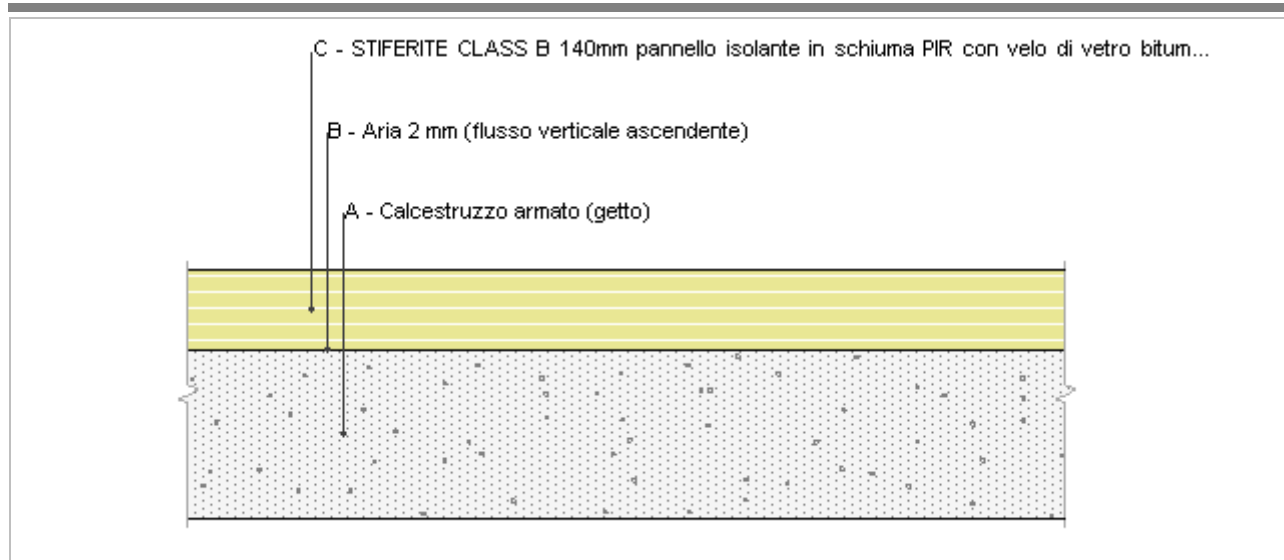 C - STIFERITE CLASS B 140mm pannello isolante in schiuma PIR con velo di vetro bitum...
B - Aria 2 mm (flusso verticale ascendente)
A - Calcestruzzo armato (getto)